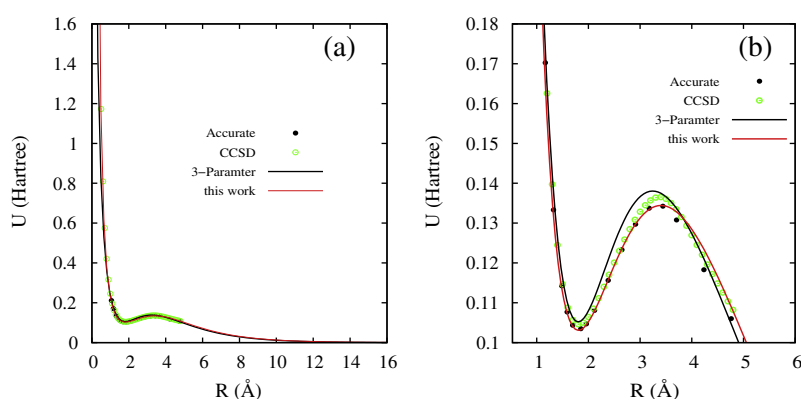 (a)
U (Hartree)
1.6
1.4
1.2
1
0.8
0.6
0.4
0.2
0
Accurate
CCSD
3−Paramter
this work
0 2 4 6 8 10 12 14 16
R (Å)
(b)
U (Hartree)
0.18
0.17
0.16
0.15
0.14
0.13
0.12
0.11
0.1
Accurate
CCSD
3−Paramter
this work
1 2 3 4 5 6
R (Å)